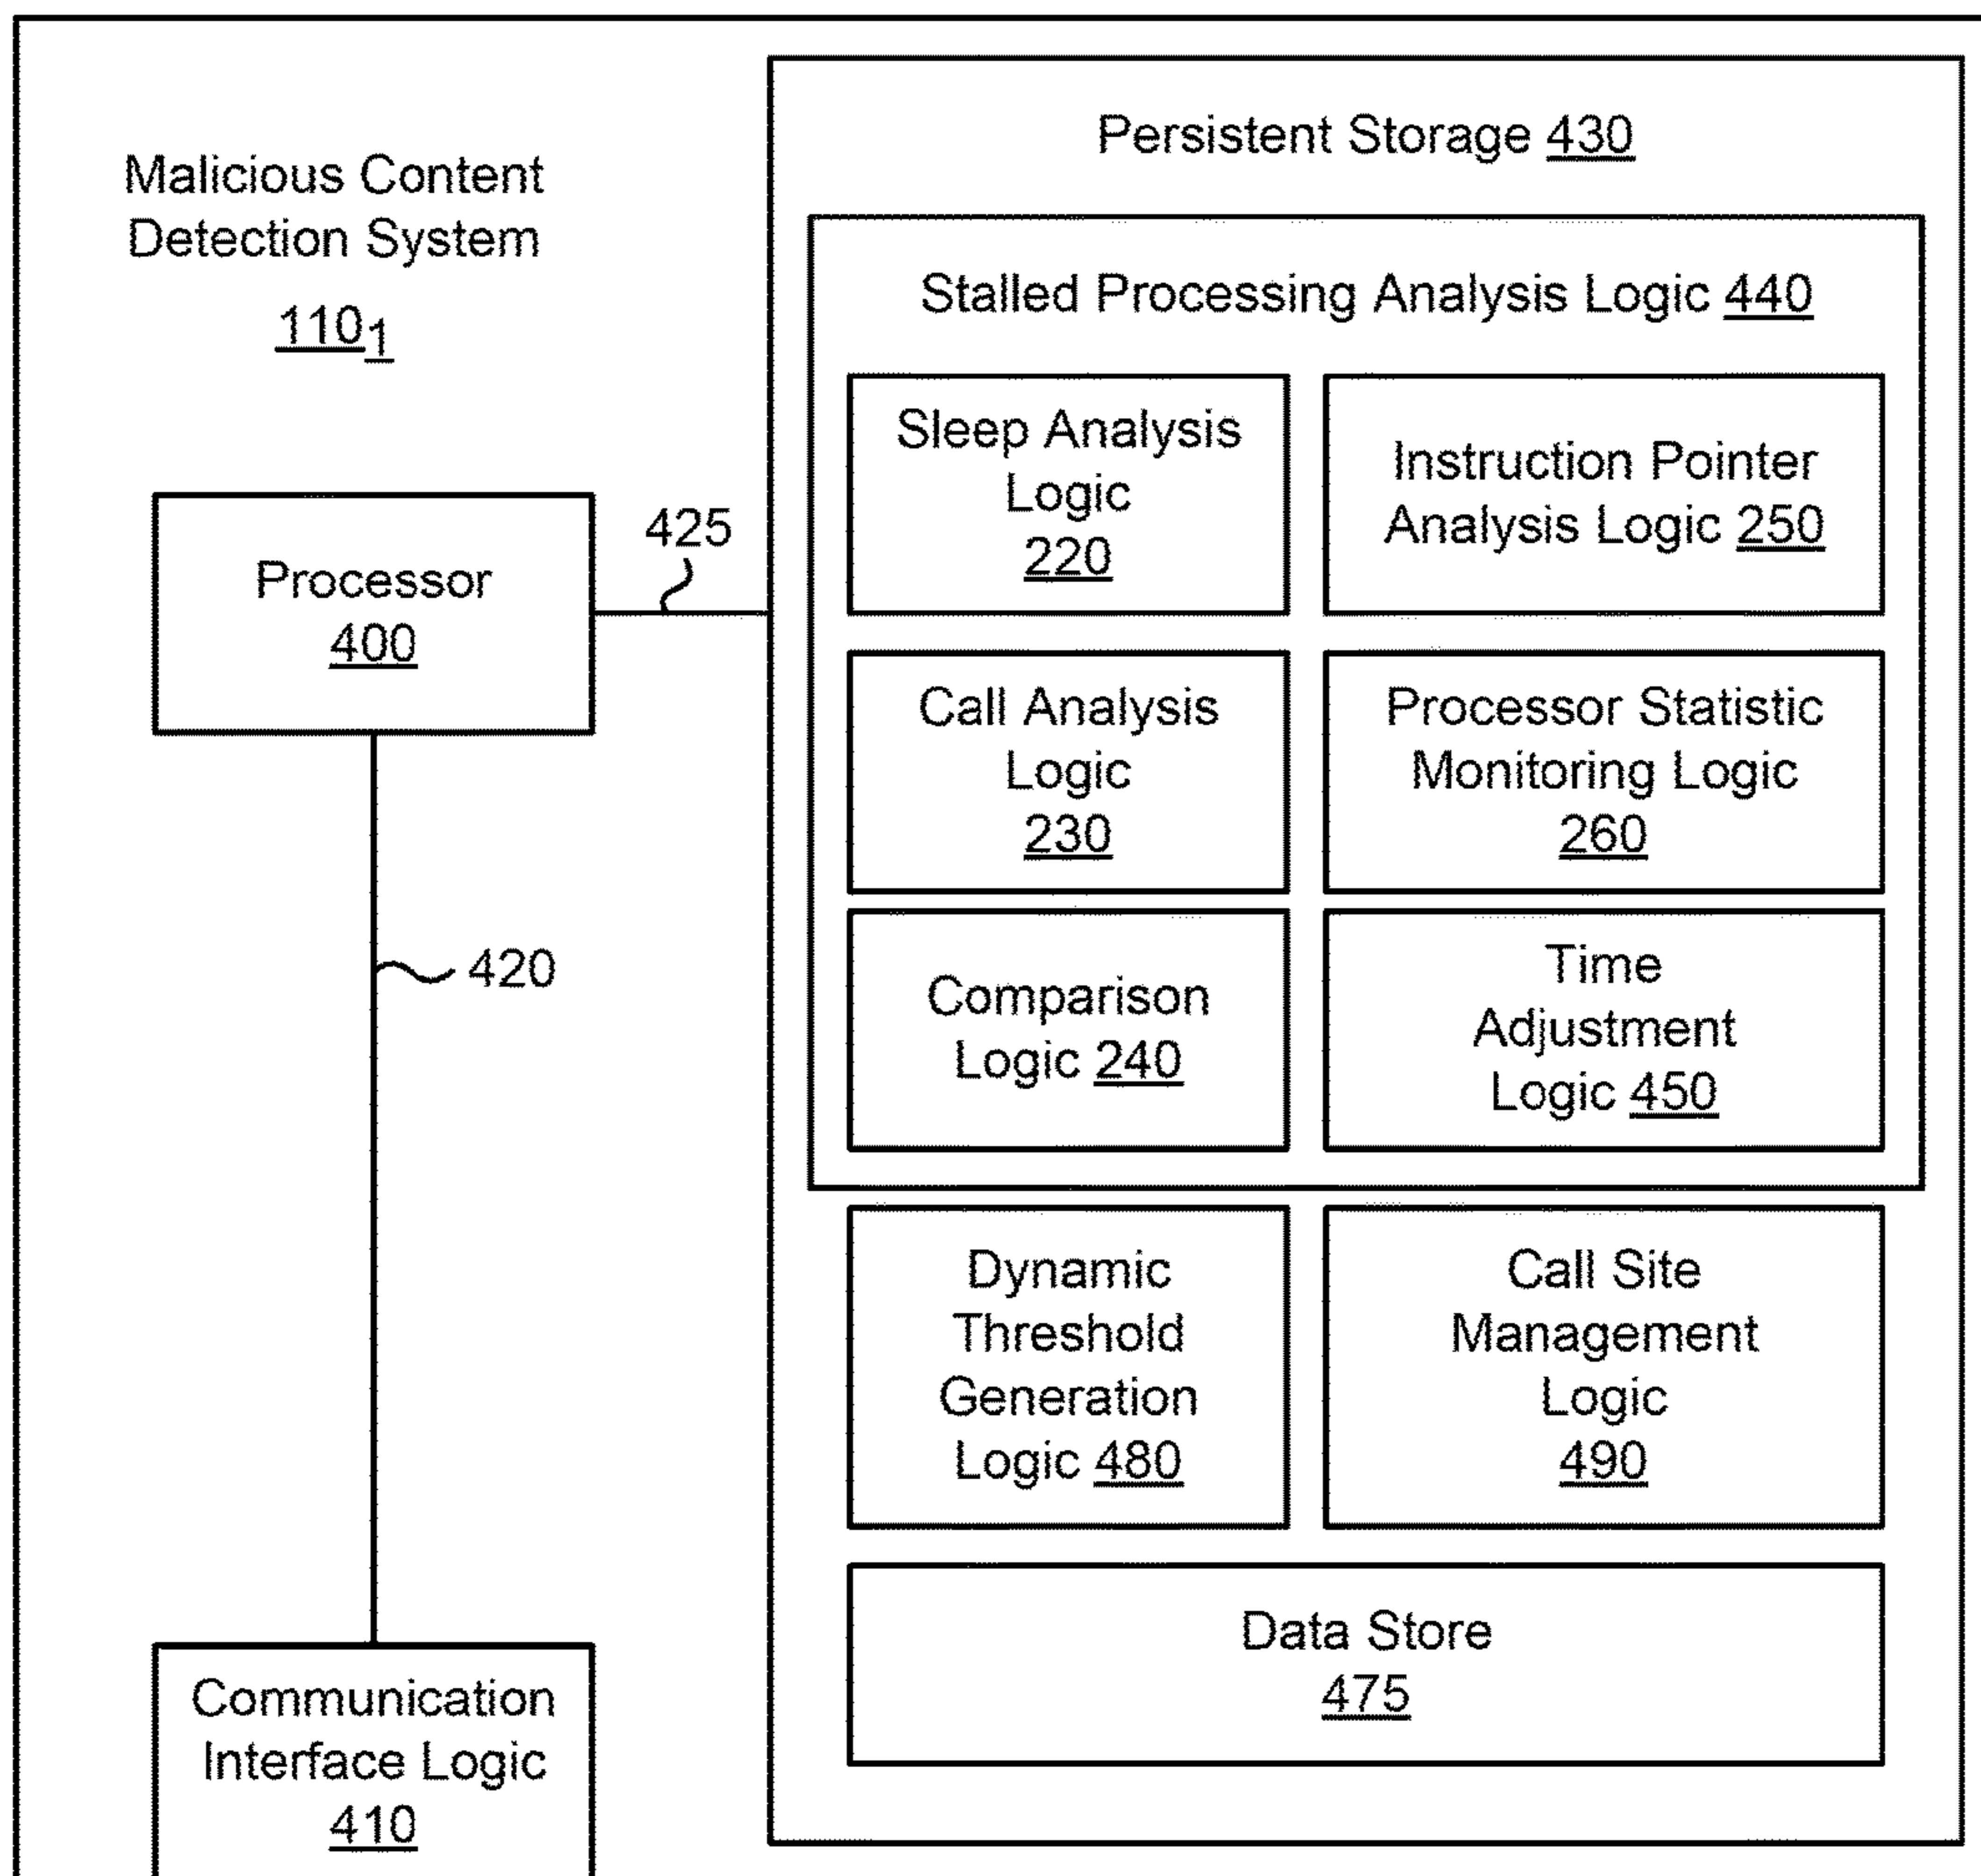 Malicious Content
Detection System
110₁
Processor
400
425
420
Communication
Interface Logic
410
Persistent Storage 430
Stalled Processing Analysis Logic 440
Sleep Analysis
Logic
220
Instruction Pointer
Analysis Logic 250
Call Analysis
Logic
230
Processor Statistic
Monitoring Logic
260
Comparison
Logic 240
Time
Adjustment
Logic 450
Dynamic
Threshold
Generation
Logic 480
Call Site
Management
Logic
490
Data Store
475